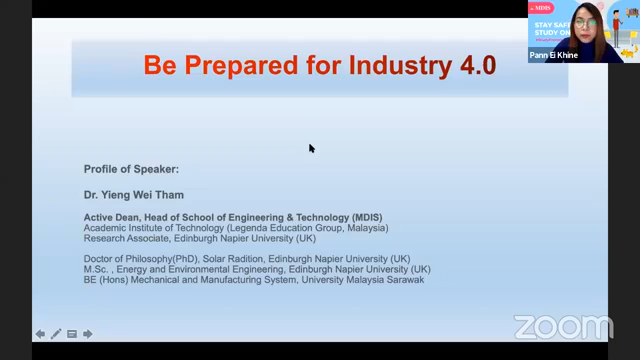 MDIS
STAY SAFE
STUDY ON
Pann Ei Khine
Be Prepared for Industry 4.0
Profile of Speaker:
Dr. Yieng Wei Tham
Active Dean, Head of School of Engineering & Technology (MDIS)
Academic Institute of Technology (Legenda Education Group, Malaysia)
Research Associate, Edinburgh Napier University (UK)
Doctor of Philosophy(PhD), Solar Radition, Edinburgh Napier University (UK)
M.Sc. , Energy and Environmental Engineering, Edinburgh Napier University (UK)
BE (Hons) Mechanical and Manufacturing System, University Malaysia Sarawak
zoom